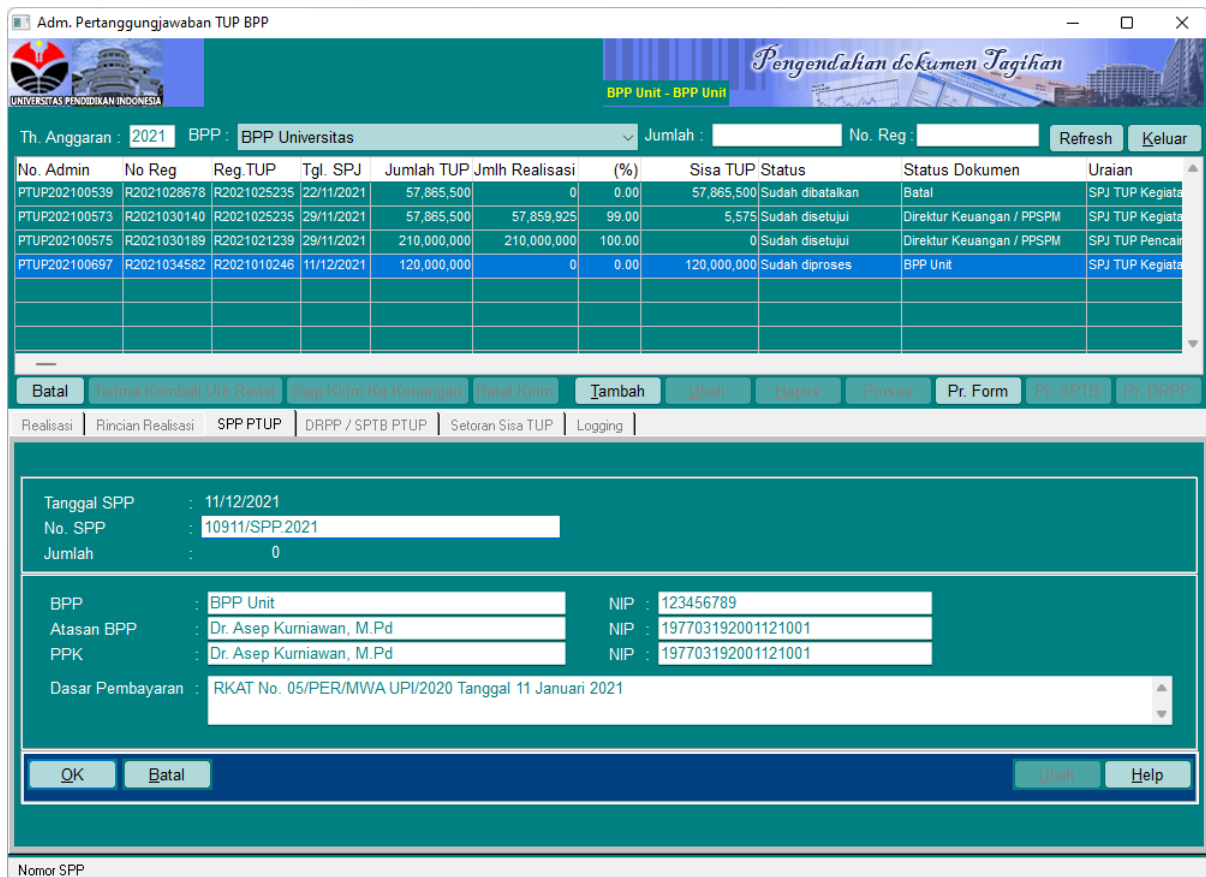 Adm. Pertanggungjawaban TUP BPP
UNIVERSITAS PENDIDIKAN INDONESIA
Pengendalian dokumen Tagihan
BPP Unit - BPP Unit
Th. Anggaran : 2021 BPP : BPP Universitas Jumlah : No. Reg : Refresh Keluar
No. Admin No Reg Reg.TUP Tgl. SPJ Jumlah TUP Jmlh Realisasi (%) Sisa TUP Status Status Dokumen Uraian
PTUP202100539 R2021028678 R2021025235 22/11/2021 57,865,500 0 0.00 57,865,500 Sudah dibatalkan Batal SPJ TUP Kegiata
PTUP202100573 R2021030140 R2021025235 29/11/2021 57,865,500 57,859,925 99.00 5,575 Sudah disetujui Direktur Keuangan / PPSPM SPJ TUP Kegiata
PTUP202100575 R2021030189 R2021021239 29/11/2021 210,000,000 210,000,000 100.00 0 Sudah disetujui Direktur Keuangan / PPSPM SPJ TUP Pencair
PTUP202100697 R2021034582 R2021010246 11/12/2021 120,000,000 0 0.00 120,000,000 Sudah diproses BPP Unit SPJ TUP Kegiata
Batal Terima Kembali Utk Revisi Siap Kirim Ke Keuangan Batal Kirim Tambah Ubah Hapus Proses Pr. Form Pr. SPTB Pr. DRPP
Realisasi Rincian Realisasi SPP PTUP DRPP / SPTB PTUP Setoran Sisa TUP Logging
Tanggal SPP : 11/12/2021
No. SPP : 10911/SPP.2021
Jumlah : 0
BPP : BPP Unit NIP : 123456789
Atasan BPP : Dr. Asep Kurniawan, M.Pd NIP : 197703192001121001
PPK : Dr. Asep Kurniawan, M.Pd NIP : 197703192001121001
Dasar Pembayaran : RKAT No. 05/PER/MWA UPI/2020 Tanggal 11 Januari 2021
OK Batal Ubah Help
Nomor SPP